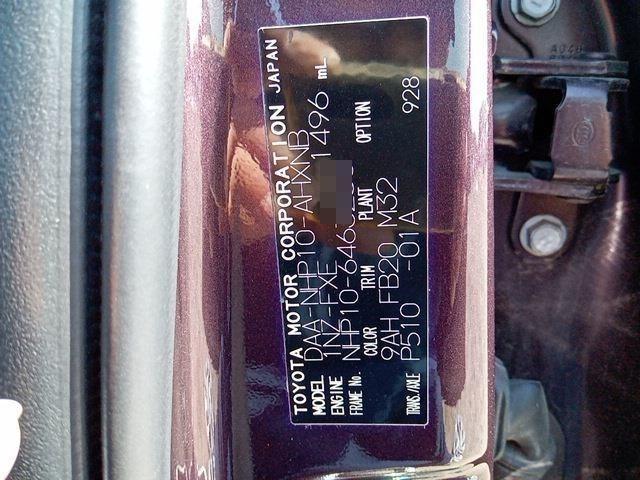 TOYOTA MOTOR CORPORATION JAPAN
MODEL DAA-NHP10-AHXNB
ENGINE 1NZ-FXE 1496 mL
FRAME No. NHP10-646
COLOR TRIM PLANT OPTION
9AH FB20 M32 928
TRANS./AXLE P510 -01A